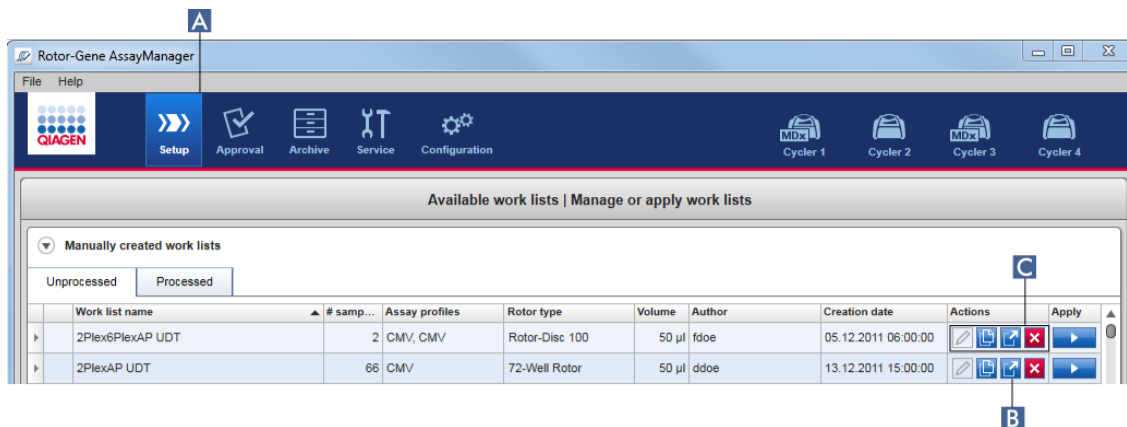 A
Rotor-Gene AssayManager
File Help
QIAGEN
Setup Approval Archive Service Configuration MDx Cycler 1 Cycler 2 MDx Cycler 3 Cycler 4
Available work lists | Manage or apply work lists
Manually created work lists
C
Unprocessed Processed
Work list name # samp... Assay profiles Rotor type Volume Author Creation date Actions Apply
2Plex6PlexAP UDT 2 CMV, CMV Rotor-Disc 100 50 µl fdoe 05.12.2011 06:00:00
2PlexAP UDT 66 CMV 72-Well Rotor 50 µl ddoe 13.12.2011 15:00:00
B